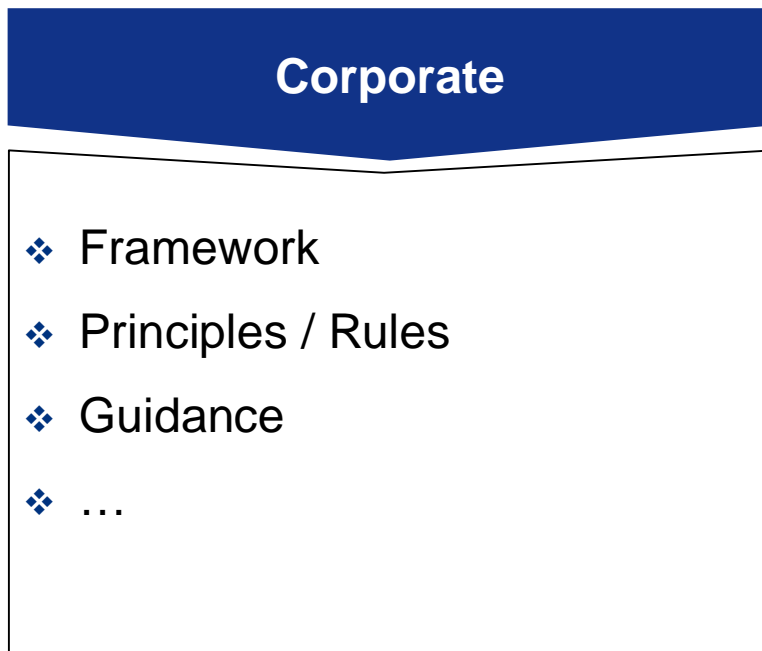 Corporate
❖ Framework
❖ Principles / Rules
❖ Guidance
❖ …